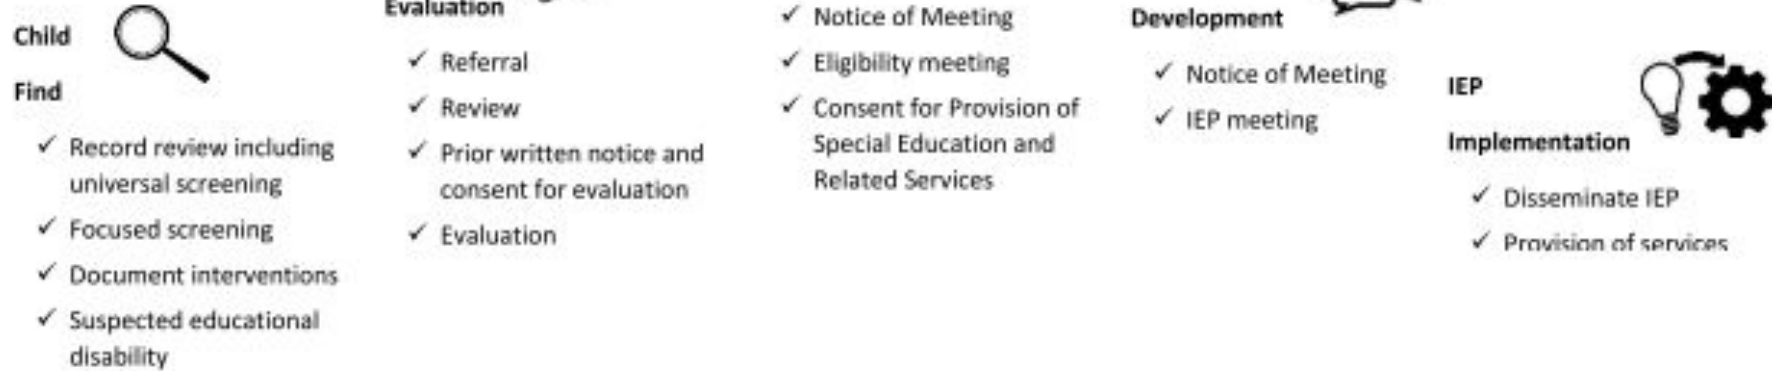 Child
Find
✓ Record review including
universal screening
✓ Focused screening
✓ Document interventions
✓ Suspected educational
disability
Evaluation
✓ Referral
✓ Review
✓ Prior written notice and
consent for evaluation
✓ Evaluation
✓ Notice of Meeting
✓ Eligibility meeting
✓ Consent for Provision of
Special Education and
Related Services
Development
✓ Notice of Meeting
✓ IEP meeting
IEP
Implementation
✓ Disseminate IEP
✓ Provision of services